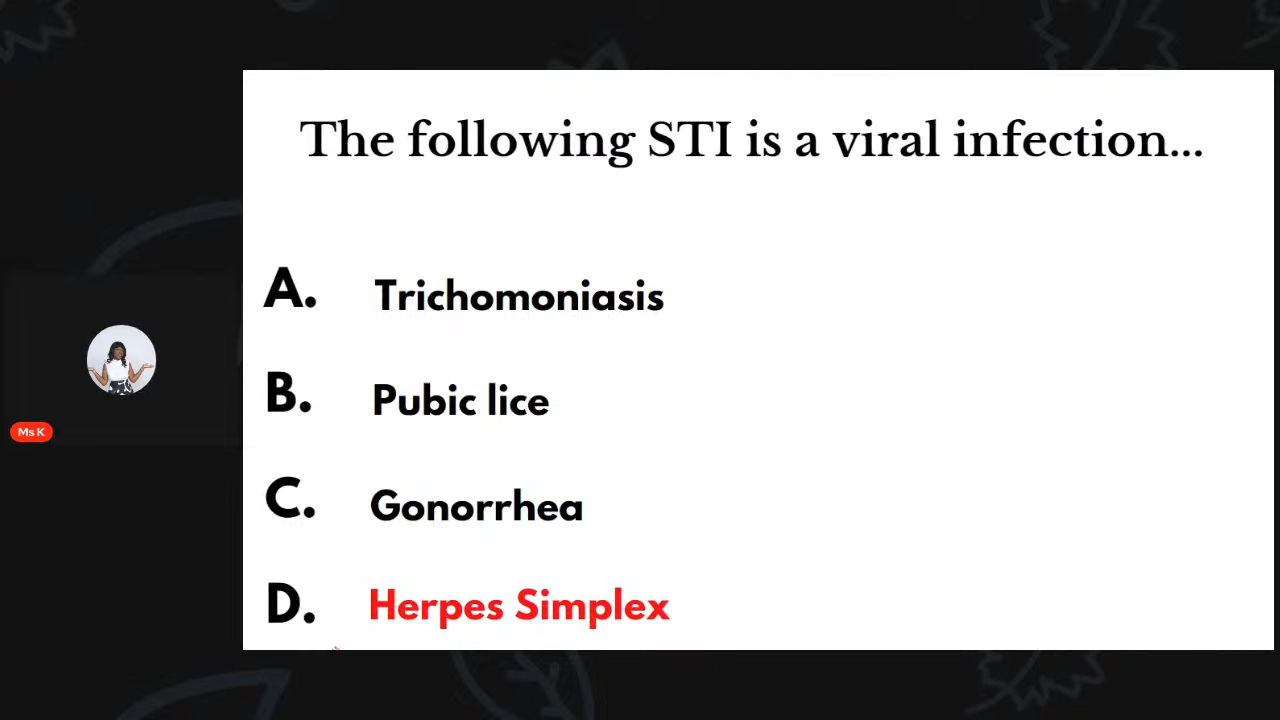 The following STI is a viral infection...
A. Trichomoniasis
B. Pubic lice
Ms K
C. Gonorrhea
D. Herpes Simplex